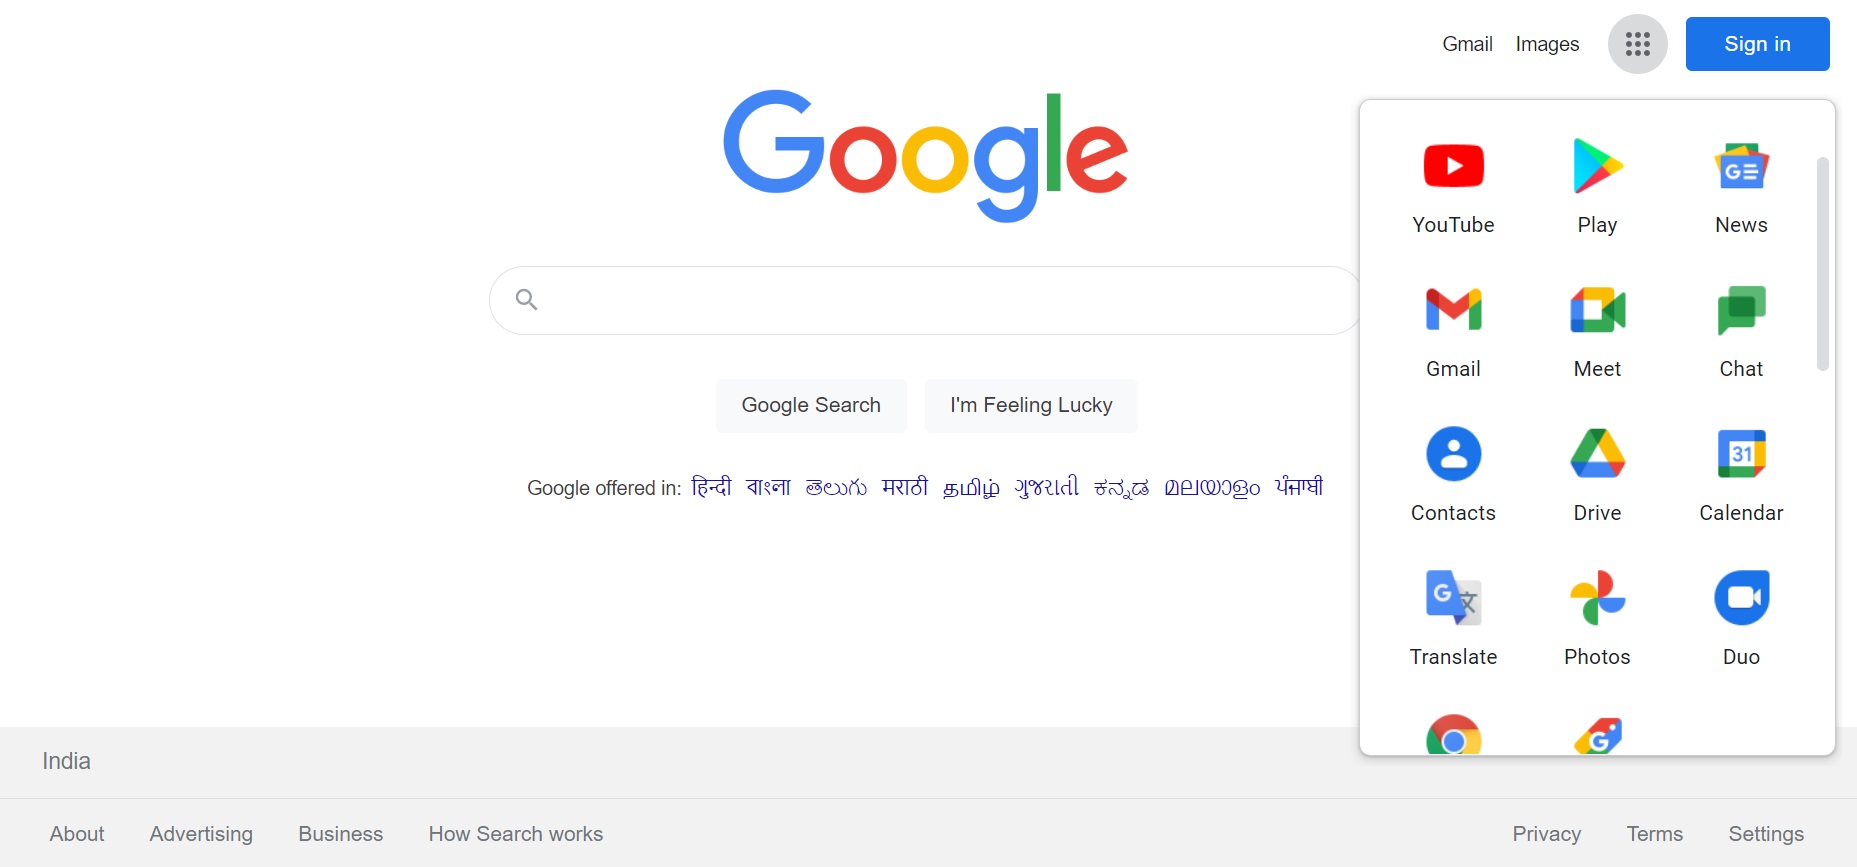 Gmail Images Sign in
Google
Google Search I'm Feeling Lucky
Google offered in: हिन्दी বাংলা తెలుగు मराठी தமிழ் ગુજરાતી ಕನ್ನಡ മലയാളം ਪੰਜਾਬੀ
YouTube Play News
Gmail Meet Chat
Contacts Drive 31 Calendar
Translate Photos Duo
India
About Advertising Business How Search works Privacy Terms Settings